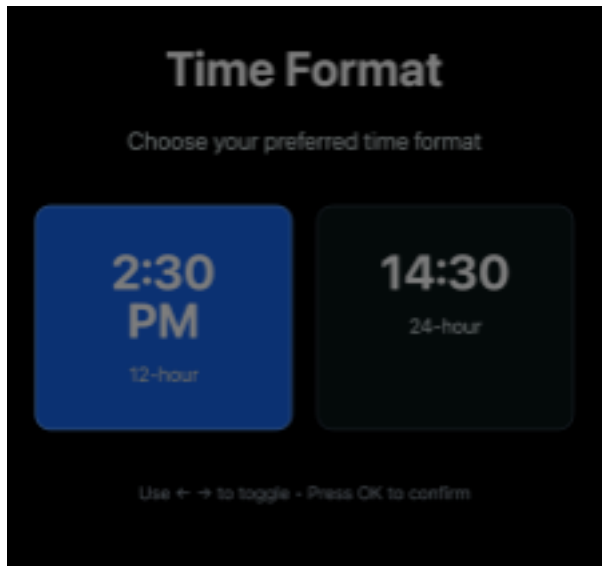 Time Format
Choose your preferred time format
2:30
PM
12-hour
14:30
24-hour
Use ← → to toggle - Press OK to confirm